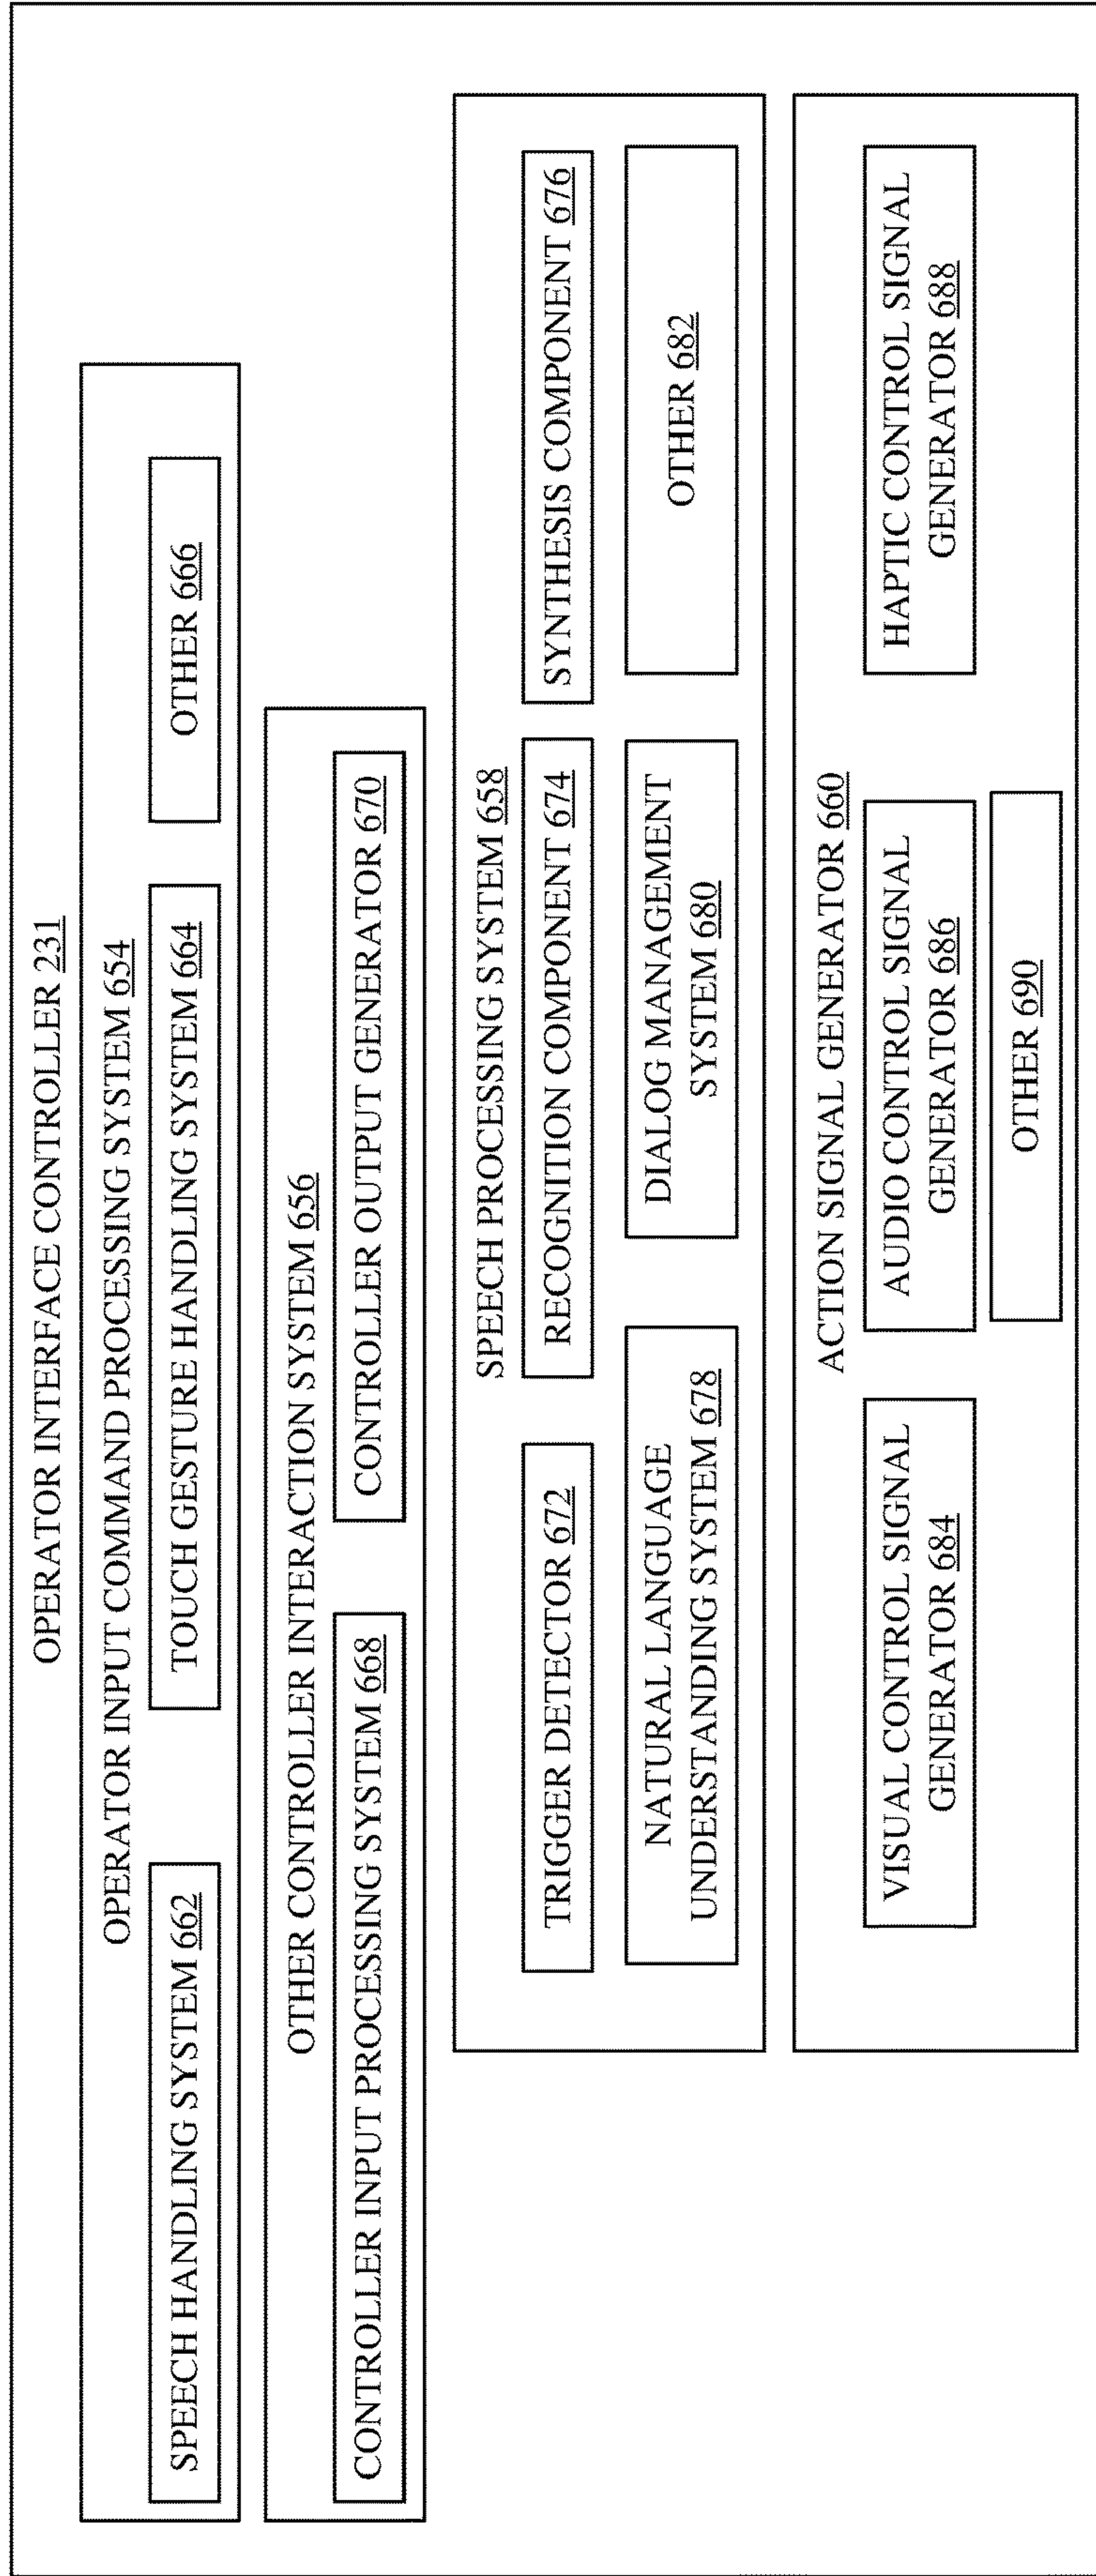 OPERATOR INTERFACE CONTROLLER 231
OPERATOR INPUT COMMAND PROCESSING SYSTEM 654
SPEECH HANDLING SYSTEM 662
TOUCH GESTURE HANDLING SYSTEM 664
OTHER 666
OTHER CONTROLLER INTERACTION SYSTEM 656
CONTROLLER INPUT PROCESSING SYSTEM 668
CONTROLLER OUTPUT GENERATOR 670
SPEECH PROCESSING SYSTEM 658
TRIGGER DETECTOR 672
RECOGNITION COMPONENT 674
SYNTHESIS COMPONENT 676
NATURAL LANGUAGE
UNDERSTANDING SYSTEM 678
DIALOG MANAGEMENT
SYSTEM 680
OTHER 682
ACTION SIGNAL GENERATOR 660
VISUAL CONTROL SIGNAL
GENERATOR 684
AUDIO CONTROL SIGNAL
GENERATOR 686
HAPTIC CONTROL SIGNAL
GENERATOR 688
OTHER 690